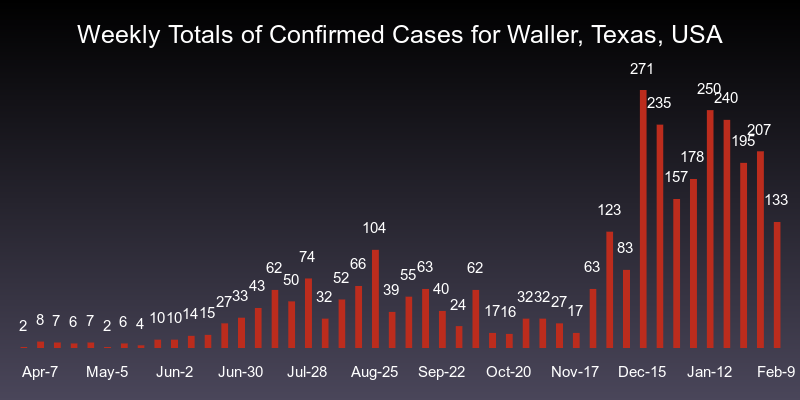 Weekly Totals of Confirmed Cases for Waller, Texas, USA
2 8 7 6 7 2 6 4 10 10 14 15 27 33 43 62 50 74 32 52 66 104 39 55 63 40 24 62 17 16 32 32 27 17 63 123 83 271 235 157 178 250 240 195 207 133
Apr-7 May-5 Jun-2 Jun-30 Jul-28 Aug-25 Sep-22 Oct-20 Nov-17 Dec-15 Jan-12 Feb-9